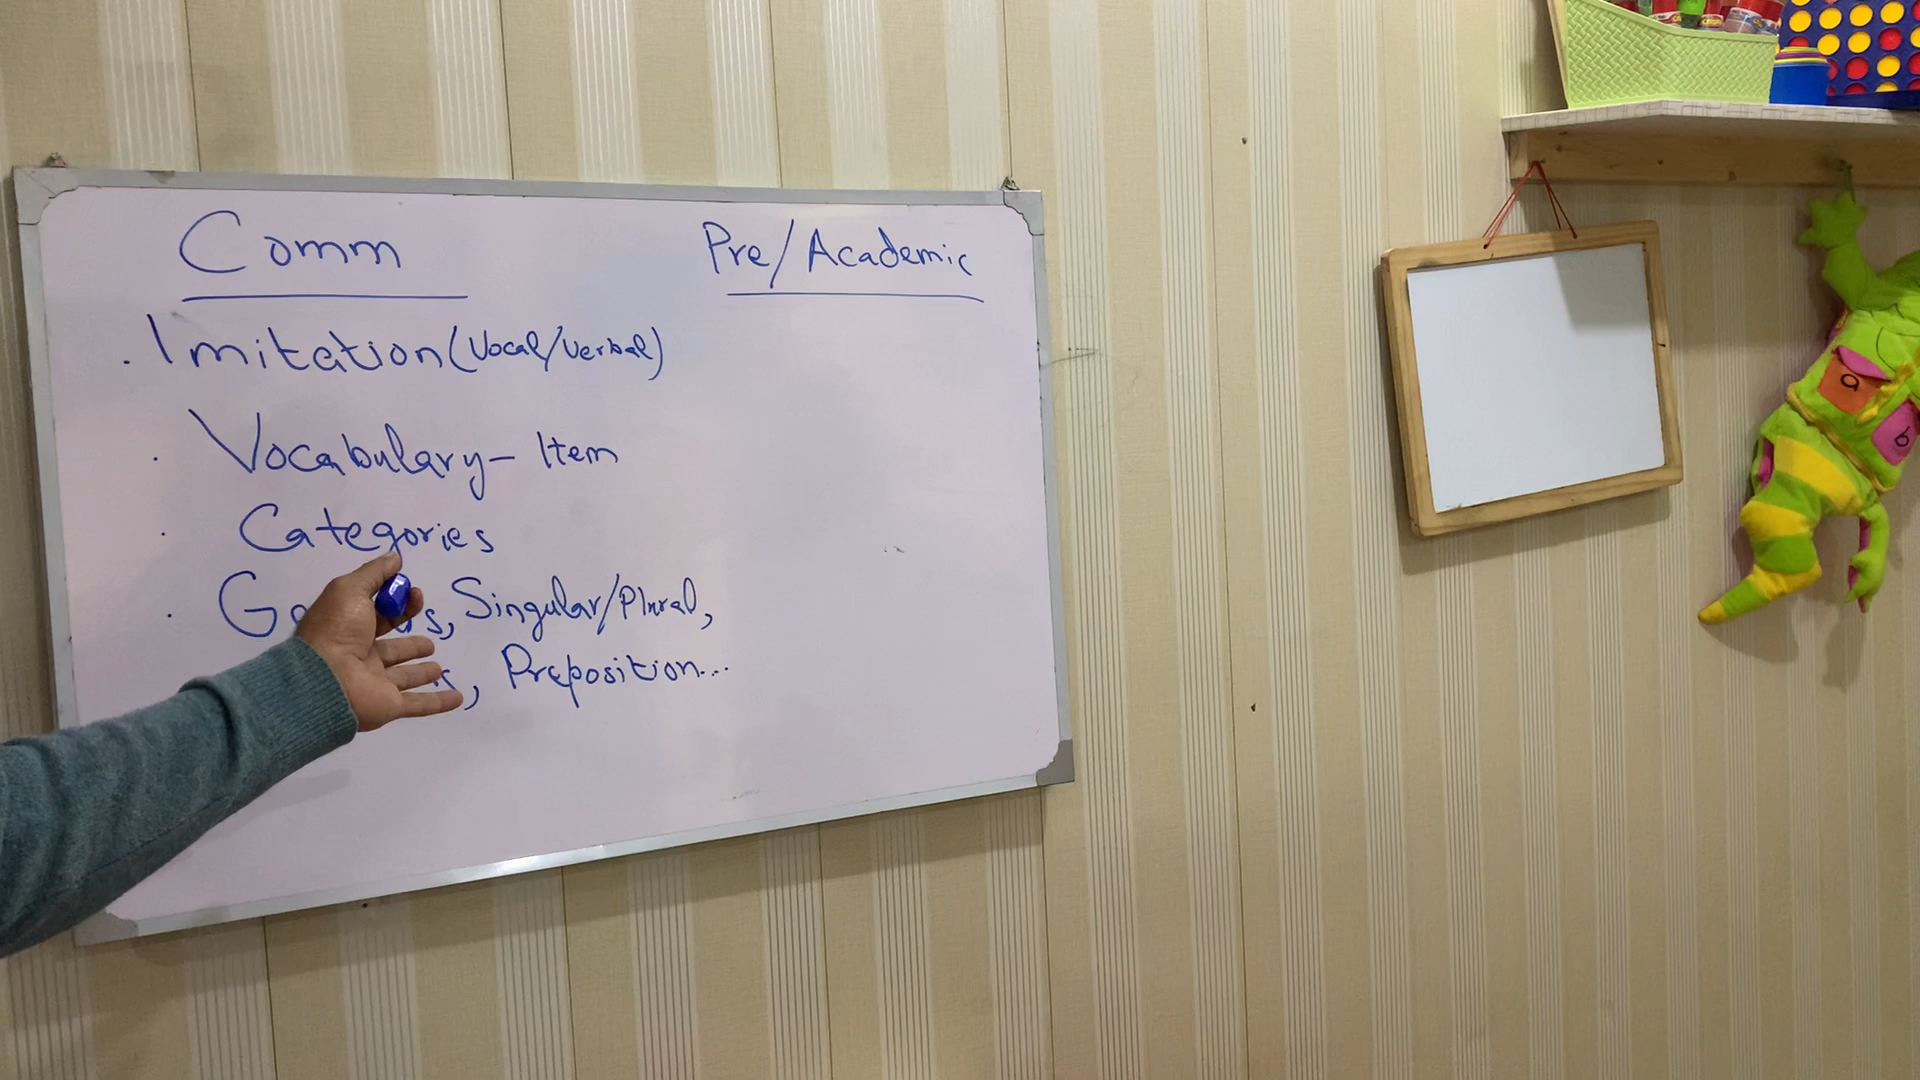 Comm
Pre/Academic
. Imitation (Vocal/Verbal)
. Vocabulary - Item
. Categories
. Singular/Plural,
, Preposition...
a
b